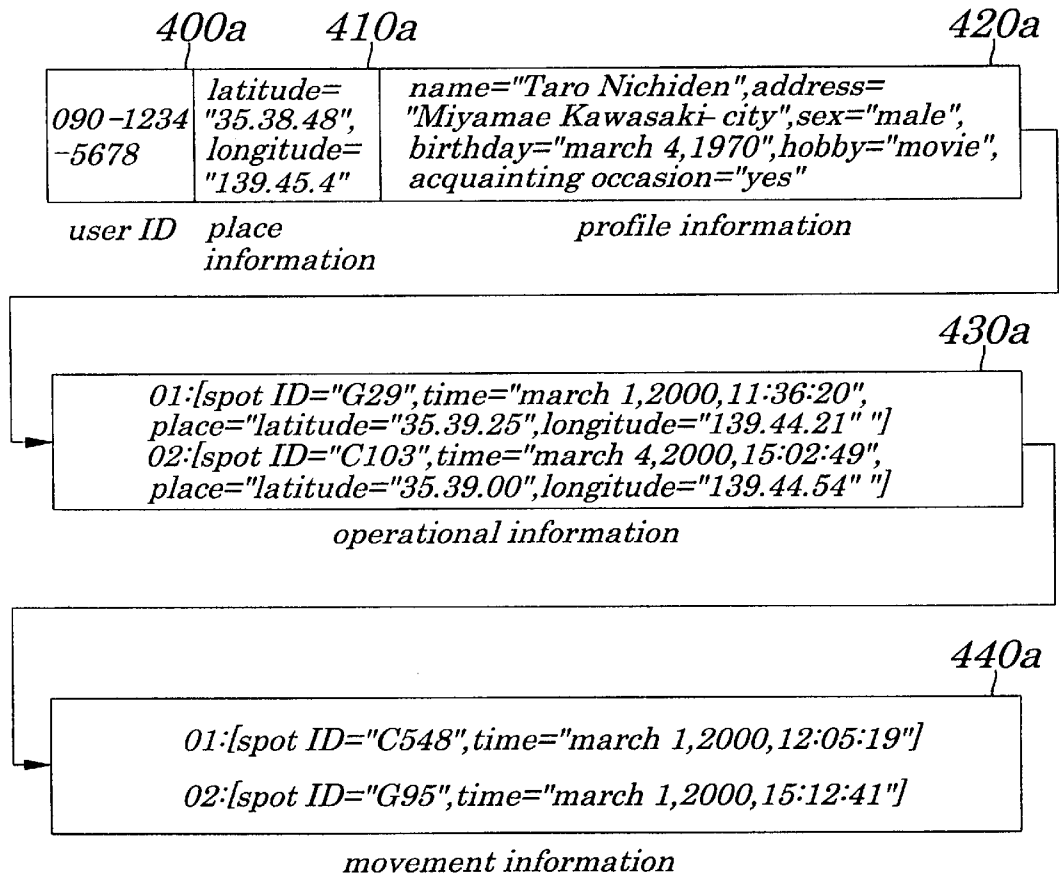 400a 410a 420a
090-1234
-5678
latitude=
"35.38.48",
longitude=
"139.45.4"
name="Taro Nichiden",address=
"Miyamae Kawasaki-city",sex="male",
birthday="march 4,1970",hobby="movie",
acquainting occasion="yes"
user ID
place
information
profile information
430a
01:[spot ID="G29",time="march 1,2000,11:36:20",
place="latitude="35.39.25",longitude="139.44.21" "]
02:[spot ID="C103",time="march 4,2000,15:02:49",
place="latitude="35.39.00",longitude="139.44.54" "]
operational information
440a
01:[spot ID="C548",time="march 1,2000,12:05:19"]
02:[spot ID="G95",time="march 1,2000,15:12:41"]
movement information